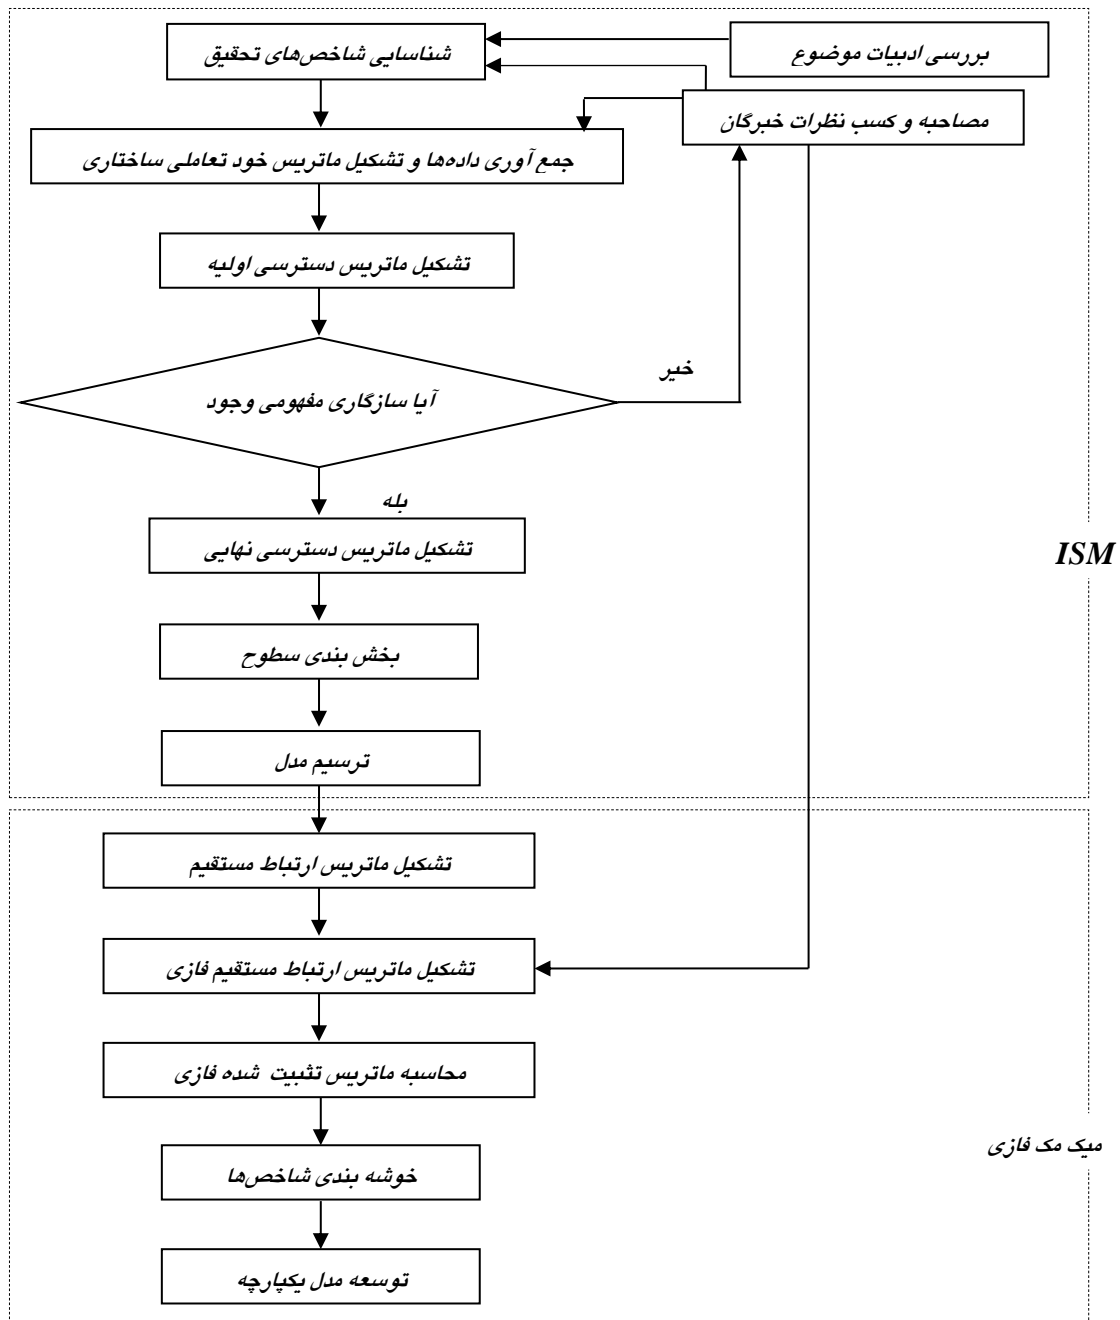 بررسی ادبیات موضوع
شناسایی شاخص‌های تحقیق
مصاحبه و کسب نظرات خبرگان
جمع آوری داده‌ها و تشکیل ماتریس خود تعاملی ساختاری
تشکیل ماتریس دسترسی اولیه
خیر
آیا سازگاری مفهومی وجود
بله
تشکیل ماتریس دسترسی نهایی
ISM
بخش بندی سطوح
ترسیم مدل
تشکیل ماتریس ارتباط مستقیم
تشکیل ماتریس ارتباط مستقیم فازی
محاسبه ماتریس تثبیت شده فازی
میک مک فازی
خوشه بندی شاخص‌ها
توسعه مدل یکپارچه